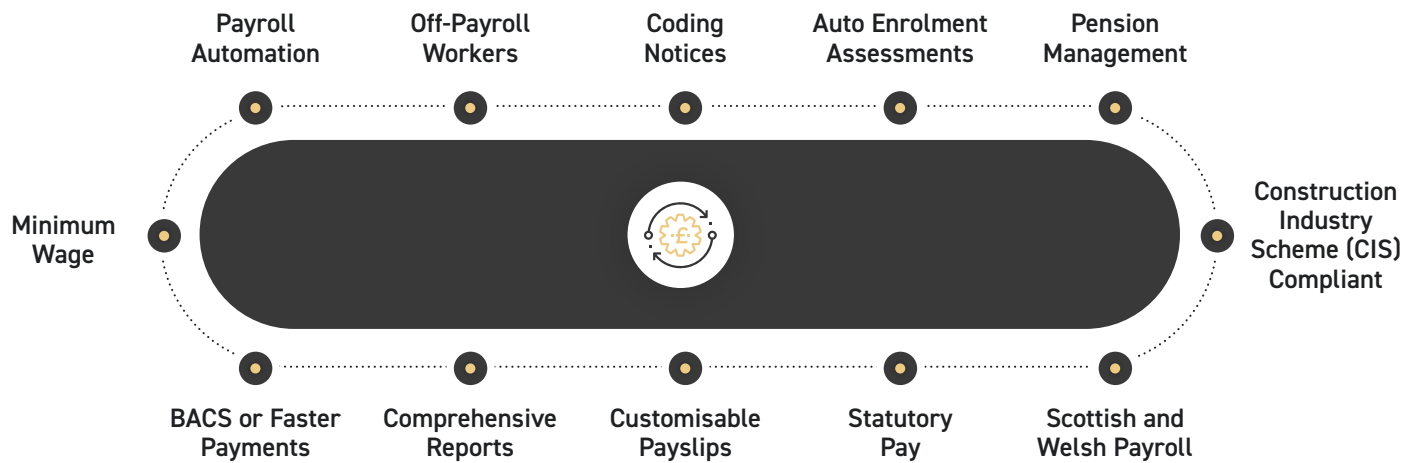 Payroll
Automation
Off-Payroll
Workers
Coding
Notices
Auto Enrolment
Assessments
Pension
Management
Minimum
Wage
£
Construction
Industry
Scheme (CIS)
Compliant
BACS or Faster
Payments
Comprehensive
Reports
Customisable
Payslips
Statutory
Pay
Scottish and
Welsh Payroll